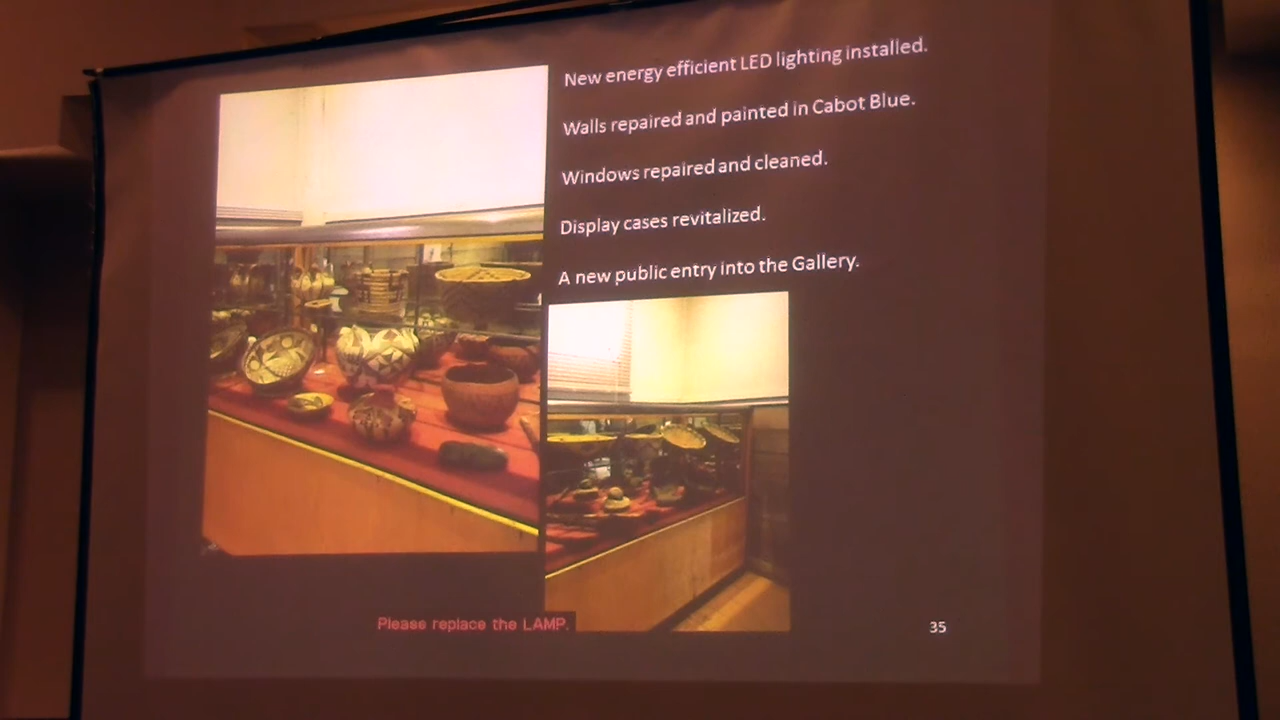 New energy efficient LED lighting installed.
Walls repaired and painted in Cabot Blue.
Windows repaired and cleaned.
Display cases revitalized.
A new public entry into the Gallery.
Please replace the LAMP.
35